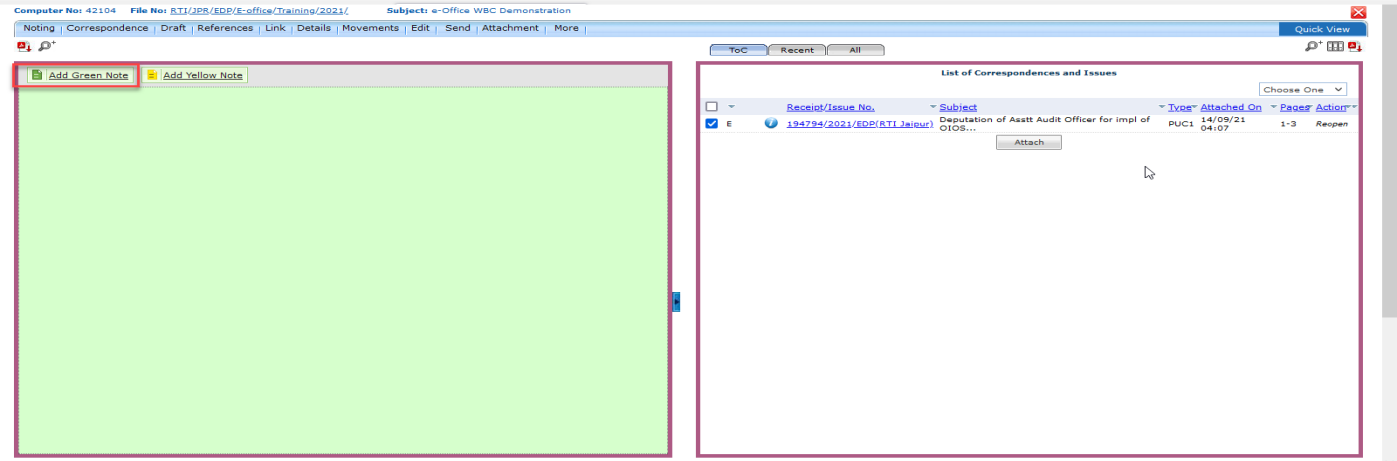 Computer No: 42104 File No: RTI/JPR/EDP/E-office/Training/2021/ Subject: e-Office WBC Demonstration
Noting | Correspondence | Draft | References | Link | Details | Movements | Edit | Send | Attachment | More |
Quick View
ToC Recent All
Add Green Note Add Yellow Note
List of Correspondences and Issues
Choose One
Receipt/Issue No. Subject Type Attached On Pages Action
E 194794/2021/EDP(RTI Jaipur) Deputation of Asstt Audit Officer for impl of OIOS... PUC1 14/09/21 04:07 1-3 Reopen
Attach